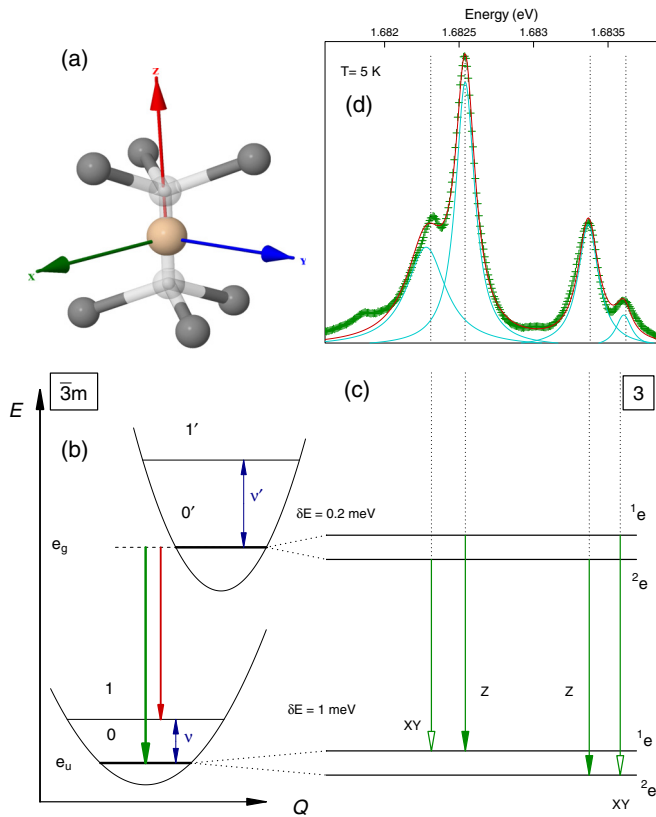 Energy (eV)
1.682
1.6825
1.683
1.6835
(a)
Z
X
Y
T= 5 K
(d)
3̅m
(c)
3
E
(b)
1′
0′
ν′
δE = 0.2 meV
¹e
e_g
²e
1
0
ν
δE = 1 meV
XY
Z
Z
¹e
e_u
²e
XY
Q